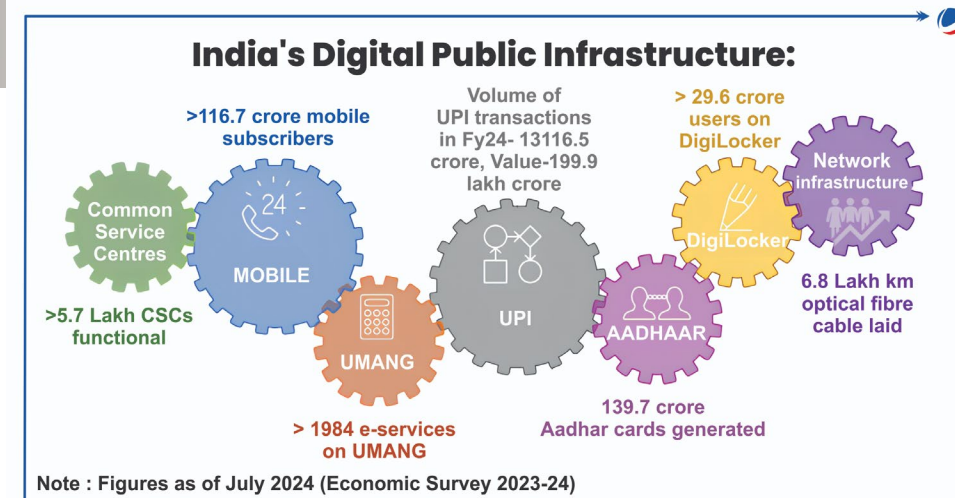 India's Digital Public Infrastructure:
>116.7 crore mobile
subscribers
Volume of
UPI transactions
in Fy24- 13116.5
crore, Value-199.9
lakh crore
> 29.6 crore
users on
DigiLocker
Common
Service
Centres
24
MOBILE
UMANG
UPI
AADHAAR
DigiLocker
Network
infrastructure
>5.7 Lakh CSCs
functional
> 1984 e-services
on UMANG
139.7 crore
Aadhar cards generated
6.8 Lakh km
optical fibre
cable laid
Note : Figures as of July 2024 (Economic Survey 2023-24)